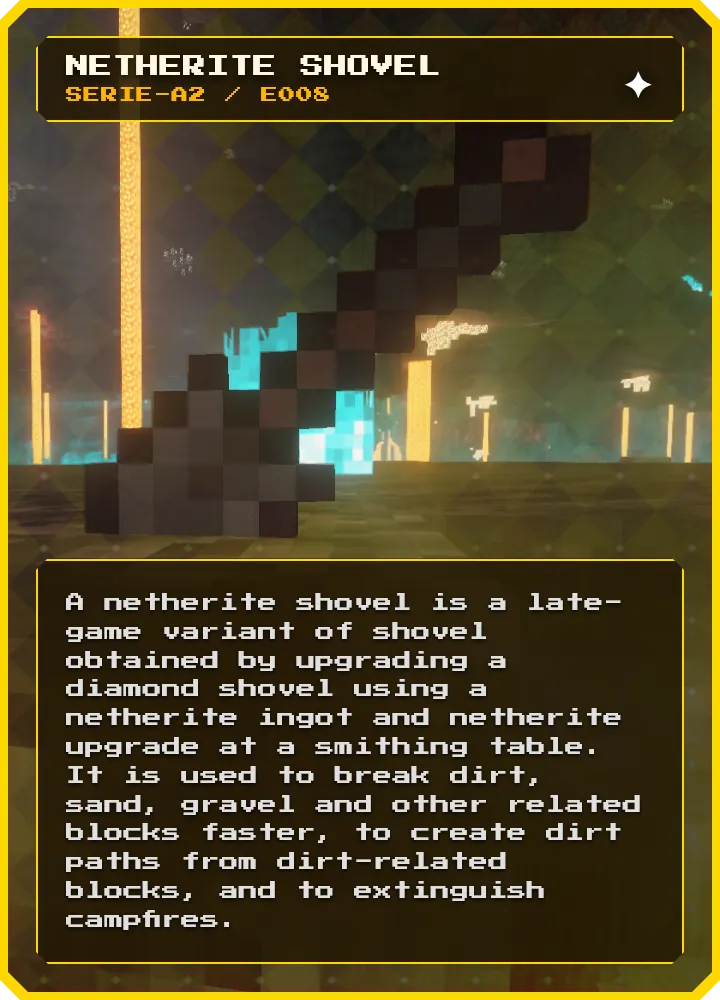 NETHERITE SHOVEL
SERIE-A2 / E008
A netherite shovel is a late-
game variant of shovel
obtained by upgrading a
diamond shovel using a
netherite ingot and netherite
upgrade at a smithing table.
It is used to break dirt,
sand, gravel and other related
blocks faster, to create dirt
paths from dirt-related
blocks, and to extinguish
campfires.